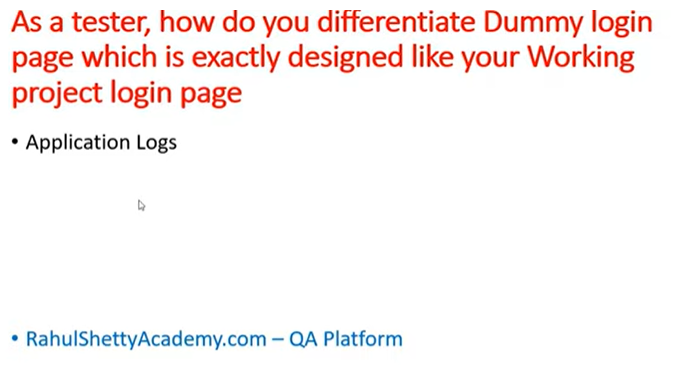 As a tester, how do you differentiate Dummy login
page which is exactly designed like your Working
project login page
• Application Logs
• RahulShettyAcademy.com – QA Platform